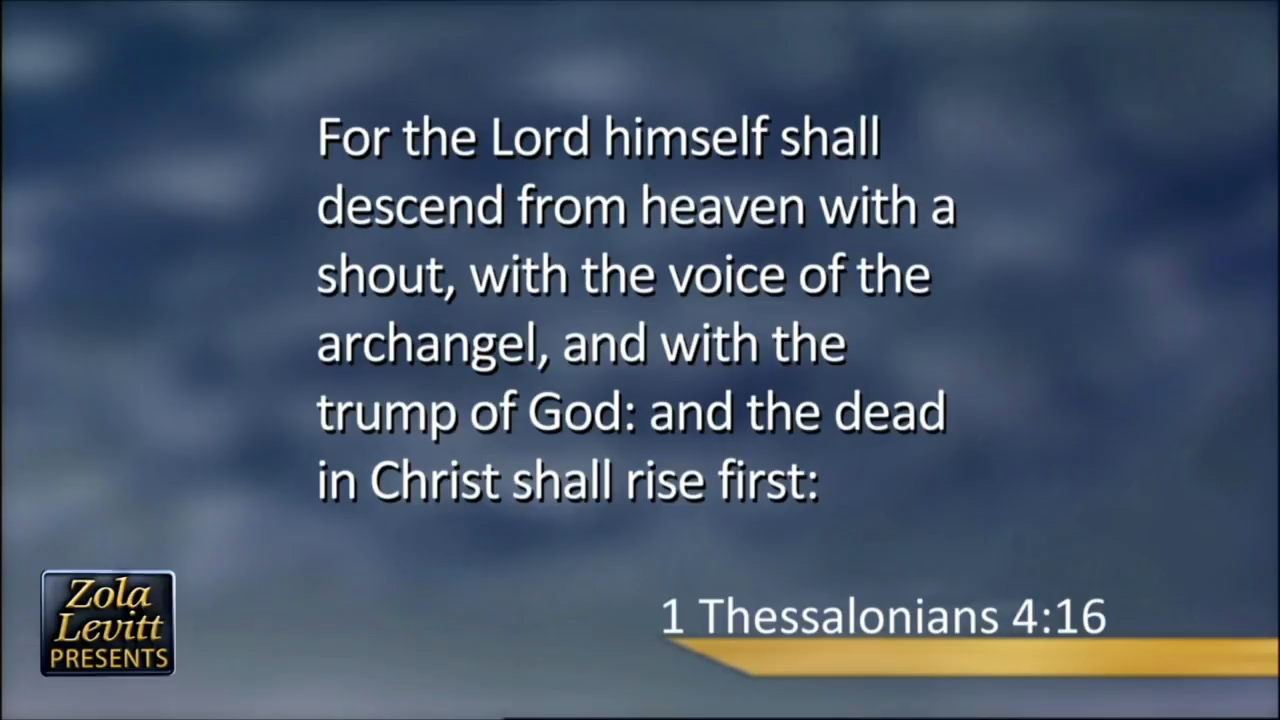 For the Lord himself shall
descend from heaven with a
shout, with the voice of the
archangel, and with the
trump of God: and the dead
in Christ shall rise first:
1 Thessalonians 4:16
Zola
Levitt
PRESENTS